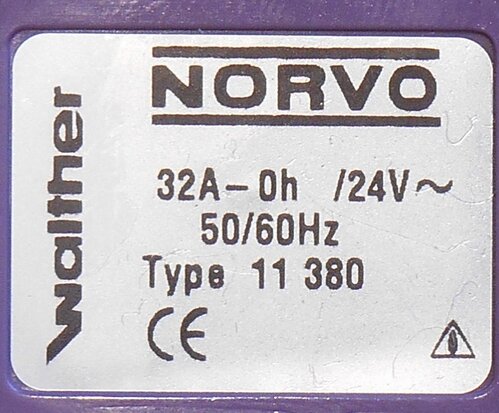 Walther
NORVO
32A-0h /24V~
50/60Hz
Type 11 380
CE